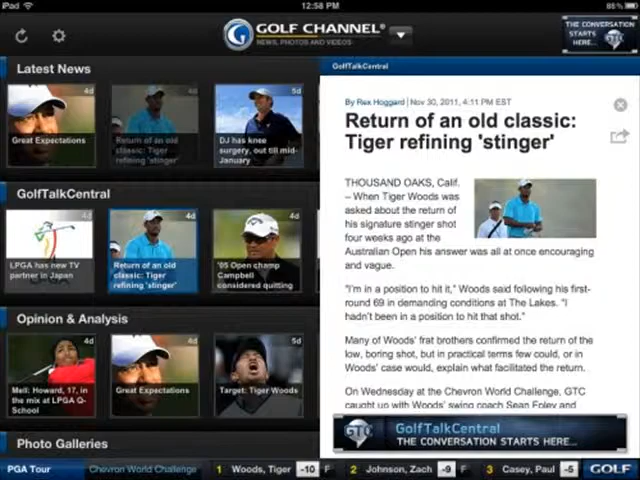 iPad
12:58 PM
86%
GOLF CHANNEL®
NEWS, PHOTOS AND VIDEOS
THE CONVERSATION
STARTS
HERE...
GTC
Latest News
4d
Great Expectations
4d
Return of an old
classic: Tiger
refining 'stinger'
5d
DJ has knee
surgery, out till mid-
January
GolfTalkCentral
4d
LPGA has new TV
partner in Japan
4d
Return of an old
classic: Tiger
refining 'stinger'
4d
'05 Open champ
Campbell
considered quitting
Opinion & Analysis
4d
Mell: Howard, 17, in
the mix at LPGA Q-
School
4d
Great Expectations
5d
Target: Tiger Woods
Photo Galleries
GolfTalkCentral
By Rex Hoggard | Nov 30, 2011, 4:11 PM EST
Return of an old classic:
Tiger refining 'stinger'
THOUSAND OAKS, Calif.
– When Tiger Woods was
asked about the return of
his signature stinger shot
four weeks ago at the
Australian Open his answer was all at once encouraging
and vague.
"I'm in a position to hit it," Woods said following his first-
round 69 in demanding conditions at The Lakes. "I
hadn't been in a position to hit that shot."
Many of Woods' frat brothers confirmed the return of the
low, boring shot, but in practical terms few could, or in
Woods' case would, explain what facilitated the return.
On Wednesday at the Chevron World Challenge, GTC
caught up with Woods' swing coach Sean Foley and
GTC
GolfTalkCentral
THE CONVERSATION STARTS HERE...
PGA Tour Chevron World Challenge 1 Woods, Tiger -10 F 2 Johnson, Zach -9 F 3 Casey, Paul -5 GOLF